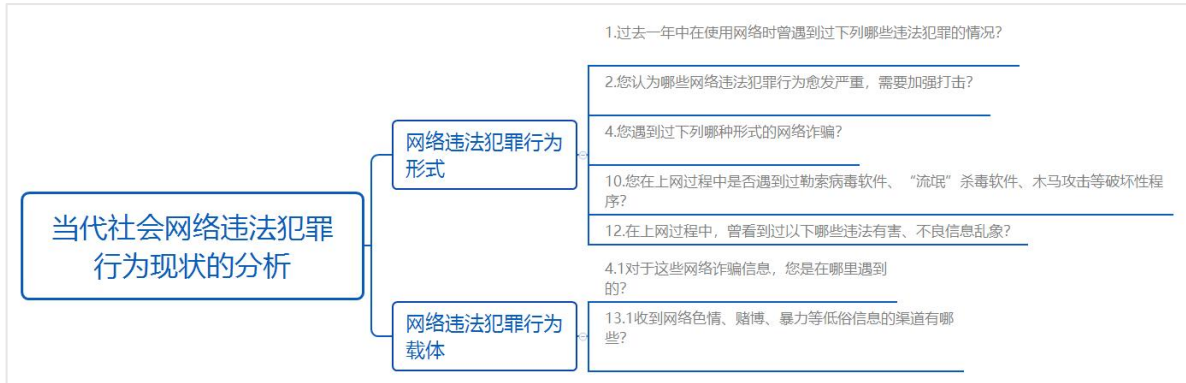 当代社会网络违法犯罪
行为现状的分析
网络违法犯罪行为
形式
1.过去一年中在使用网络时曾遇到过下列哪些违法犯罪的情况？
2.您认为哪些网络违法犯罪行为愈发严重，需要加强打击？
4.您遇到过下列哪种形式的网络诈骗？
10.您在上网过程中是否遇到过勒索病毒软件、“流氓”杀毒软件、木马攻击等破坏性程
序？
12.在上网过程中，曾看到过以下哪些违法有害、不良信息乱象？
网络违法犯罪行为
载体
4.1对于这些网络诈骗信息，您是在哪里遇到
的？
13.1收到网络色情、赌博、暴力等低俗信息的渠道有哪
些？